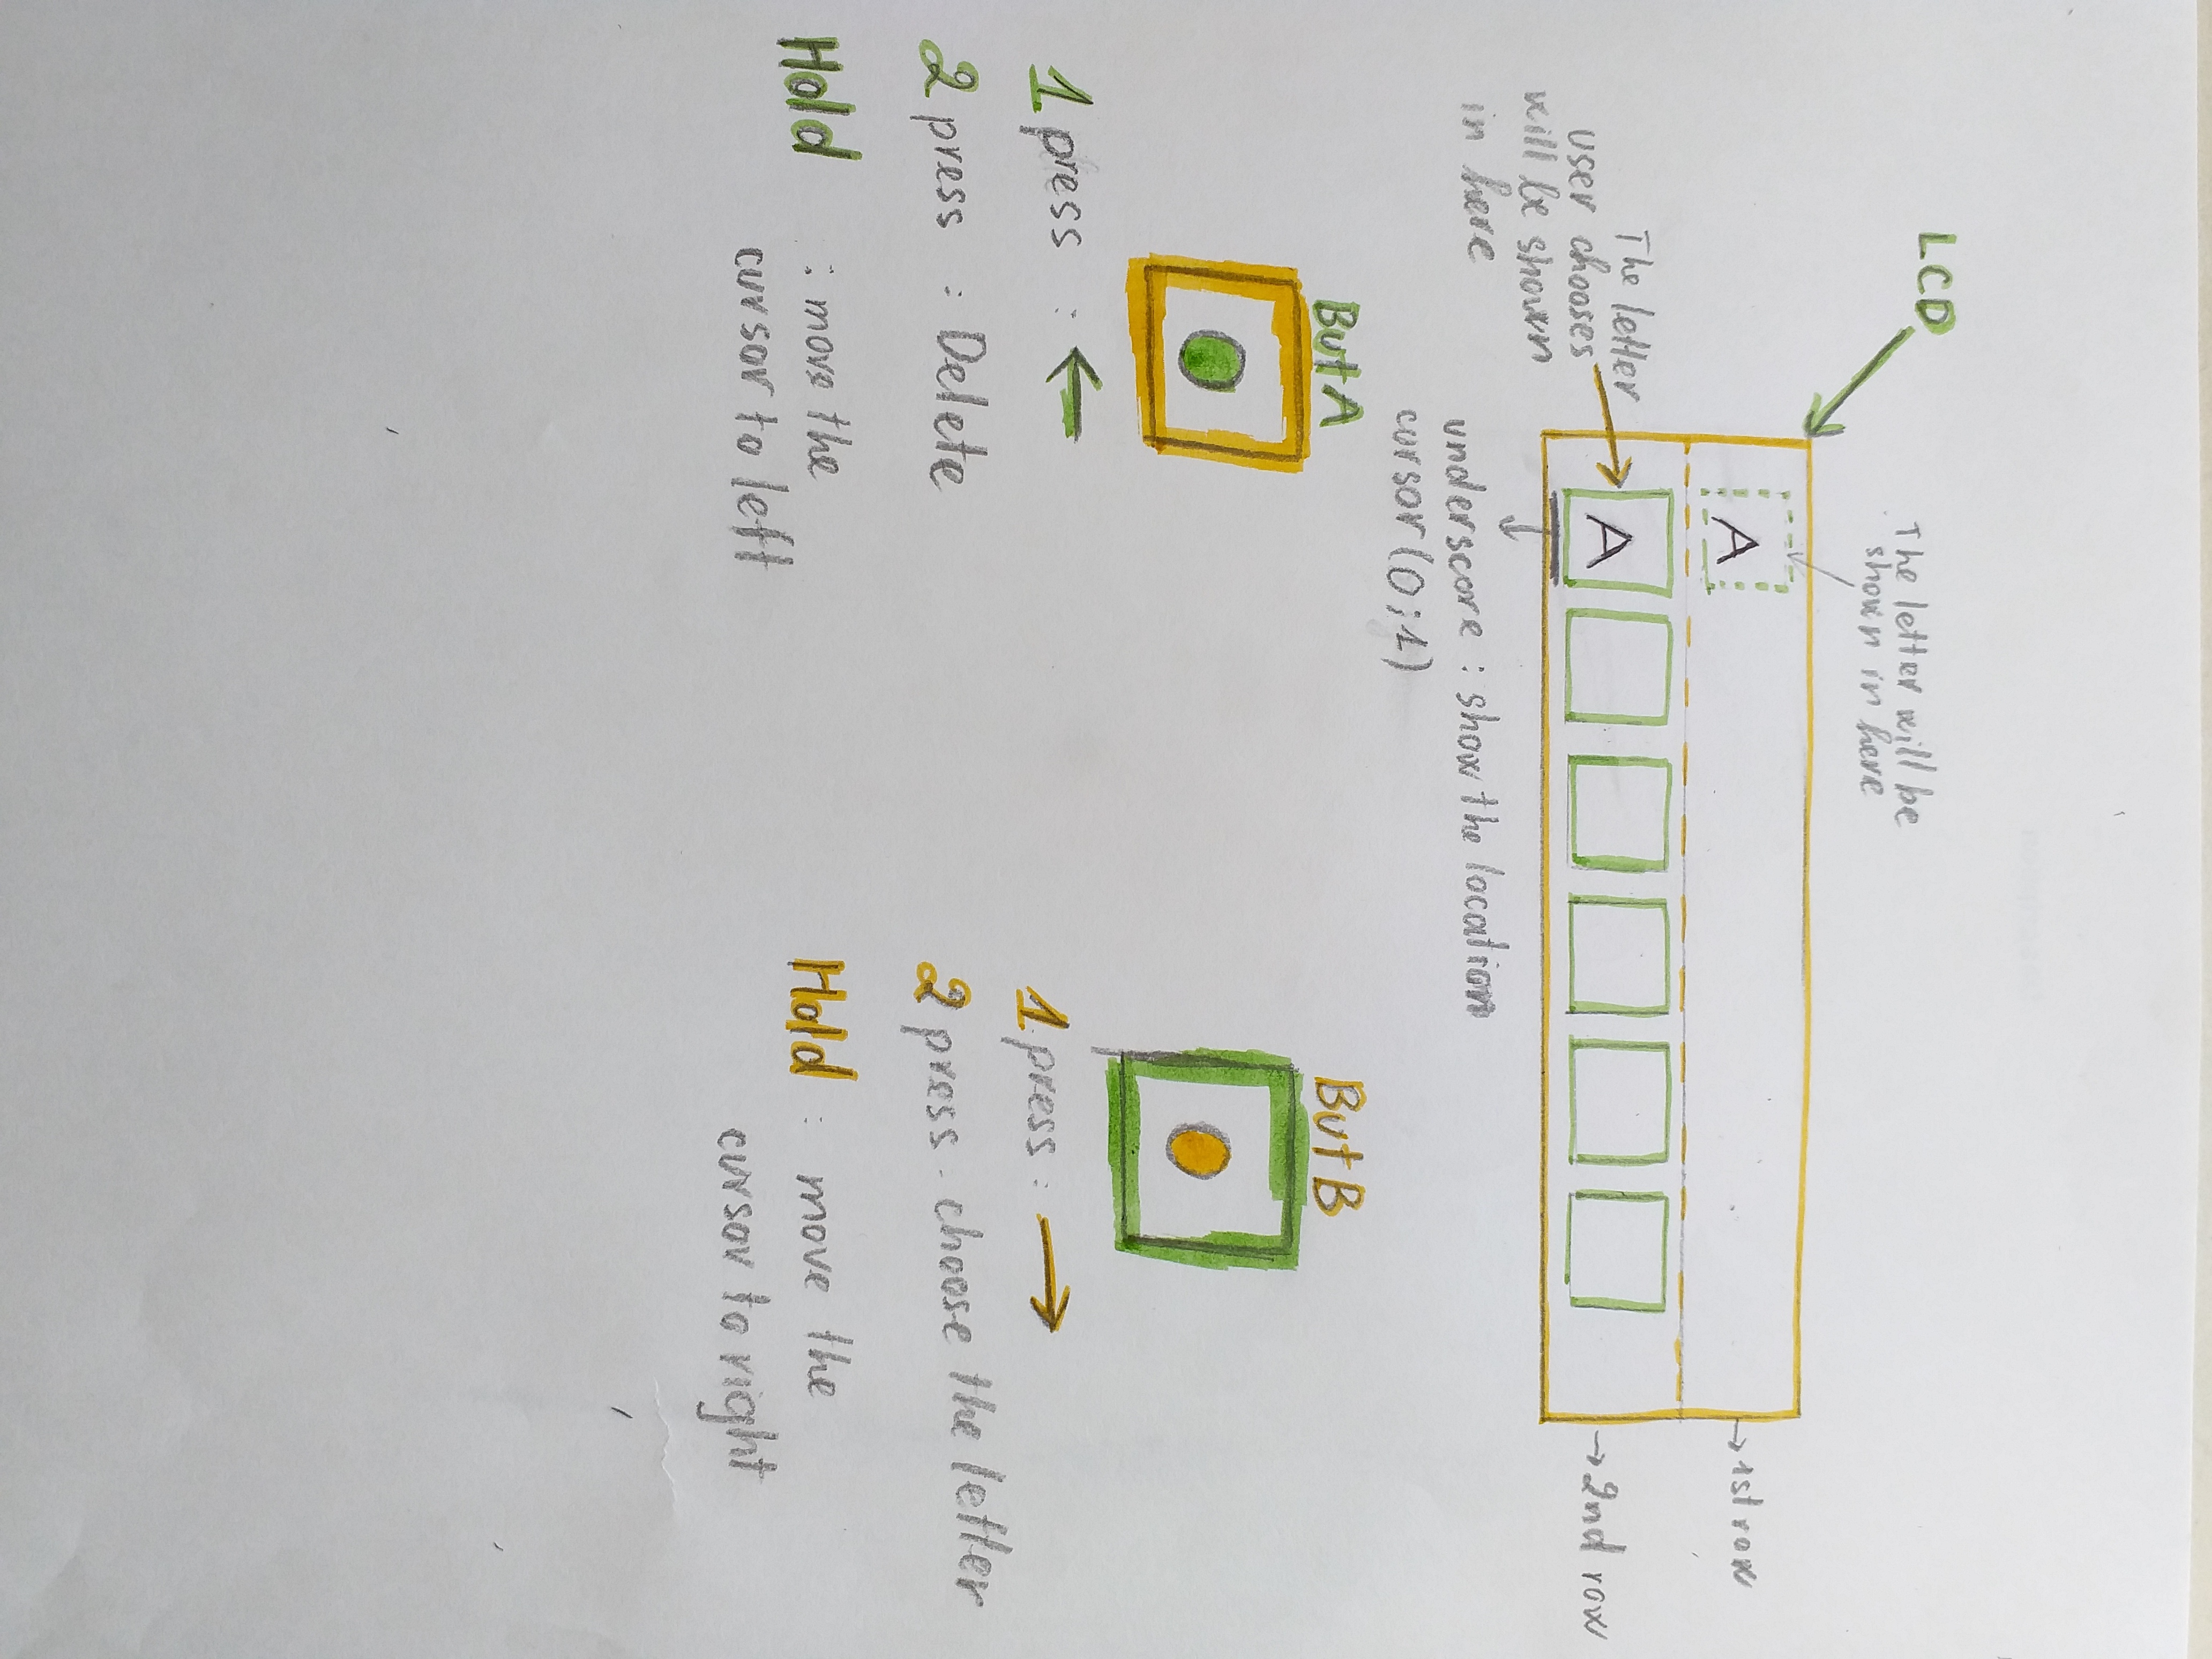 LCD
The letter will be
shown in here
A
→ 1st row
The letter
user chooses
will be shown
in here
A
→ 2nd row
underscore : show the location
cursor (0;1)
But A
But B
1 press : ←
1 press : →
2 press : Delete
2 press - choose the letter
Hold : move the
cursor to left
Hold : move the
cursor to right